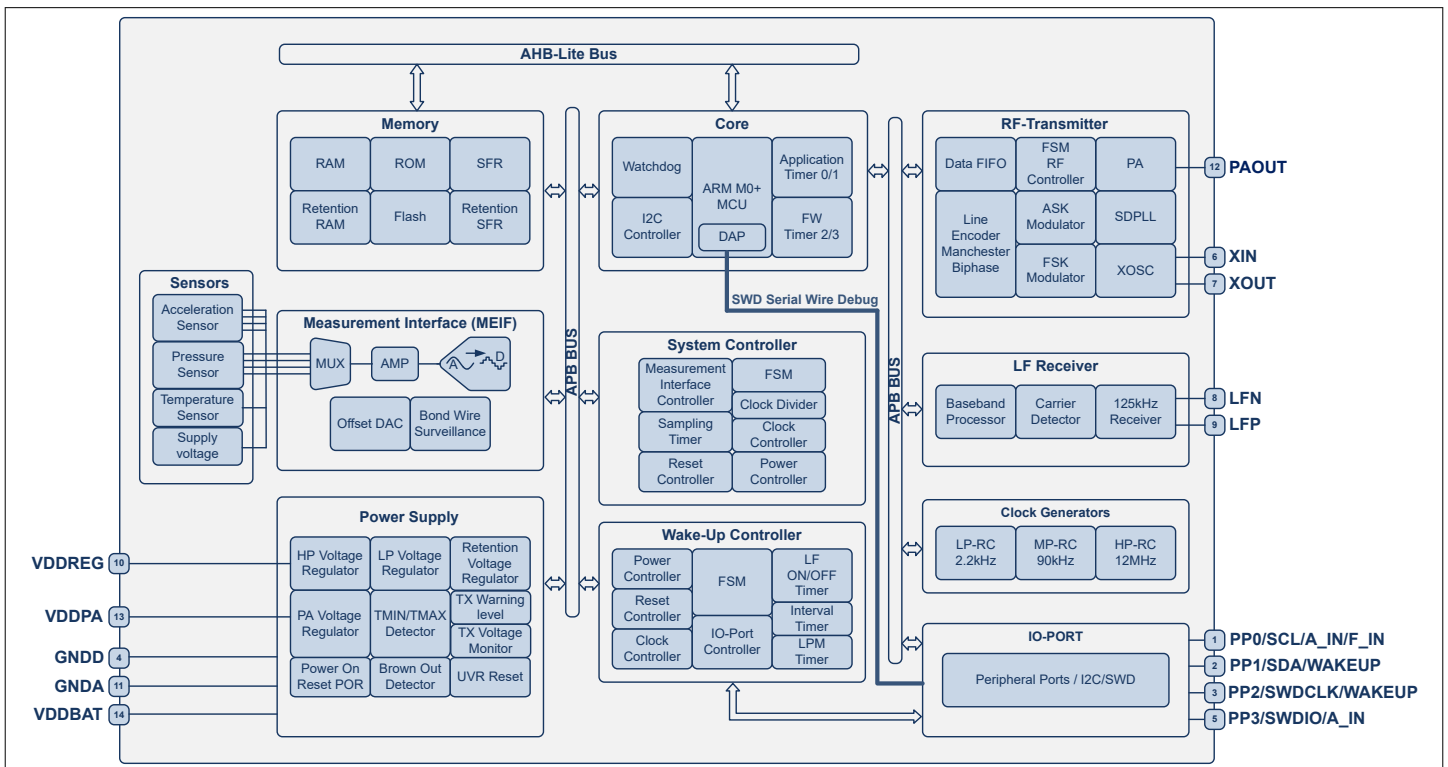 AHB-Lite Bus
Memory
RAM
ROM
SFR
Retention
RAM
Flash
Retention
SFR
Core
Watchdog
ARM M0+
MCU
Application
Timer 0/1
I2C
Controller
DAP
FW
Timer 2/3
RF-Transmitter
Data FIFO
FSM
RF
Controller
PA
Line
Encoder
Manchester
Biphase
ASK
Modulator
SDPLL
FSK
Modulator
XOSC
12
PAOUT
6
XIN
7
XOUT
Sensors
Acceleration
Sensor
Pressure
Sensor
Temperature
Sensor
Supply
voltage
Measurement Interface (MEIF)
MUX
AMP
A
D
Offset DAC
Bond Wire
Surveillance
APB BUS
SWD Serial Wire Debug
System Controller
Measurement
Interface
Controller
FSM
Clock Divider
Sampling
Timer
Clock
Controller
Reset
Controller
Power
Controller
APB BUS
LF Receiver
Baseband
Processor
Carrier
Detector
125kHz
Receiver
8
LFN
9
LFP
Power Supply
HP Voltage
Regulator
LP Voltage
Regulator
Retention
Voltage
Regulator
PA Voltage
Regulator
TMIN/TMAX
Detector
TX Warning
level
TX Voltage
Monitor
Power On
Reset POR
Brown Out
Detector
UVR Reset
VDDREG
10
VDDPA
13
GNDD
4
GNDA
11
VDDBAT
14
Wake-Up Controller
Power
Controller
FSM
LF
ON/OFF
Timer
Reset
Controller
Interval
Timer
Clock
Controller
IO-Port
Controller
LPM
Timer
Clock Generators
LP-RC
2.2kHz
MP-RC
90kHz
HP-RC
12MHz
IO-PORT
Peripheral Ports / I2C/SWD
1
PP0/SCL/A_IN/F_IN
2
PP1/SDA/WAKEUP
3
PP2/SWDCLK/WAKEUP
5
PP3/SWDIO/A_IN